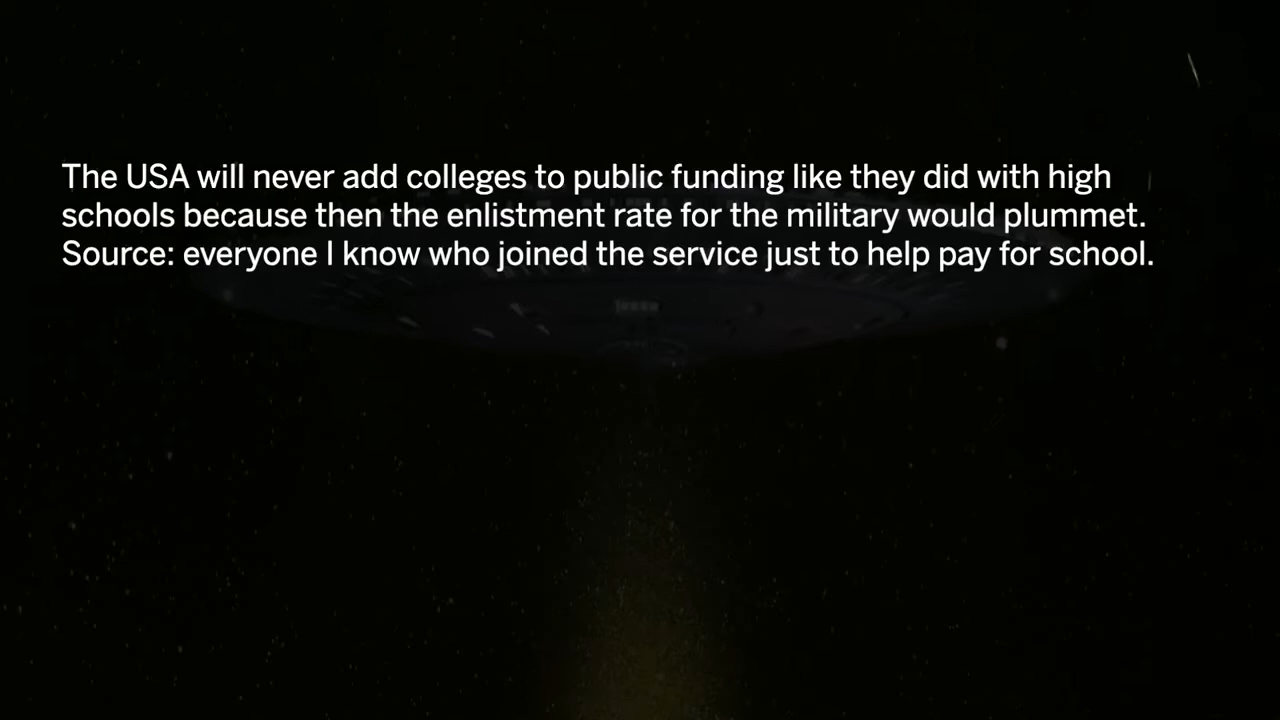 The USA will never add colleges to public funding like they did with high
schools because then the enlistment rate for the military would plummet.
Source: everyone I know who joined the service just to help pay for school.